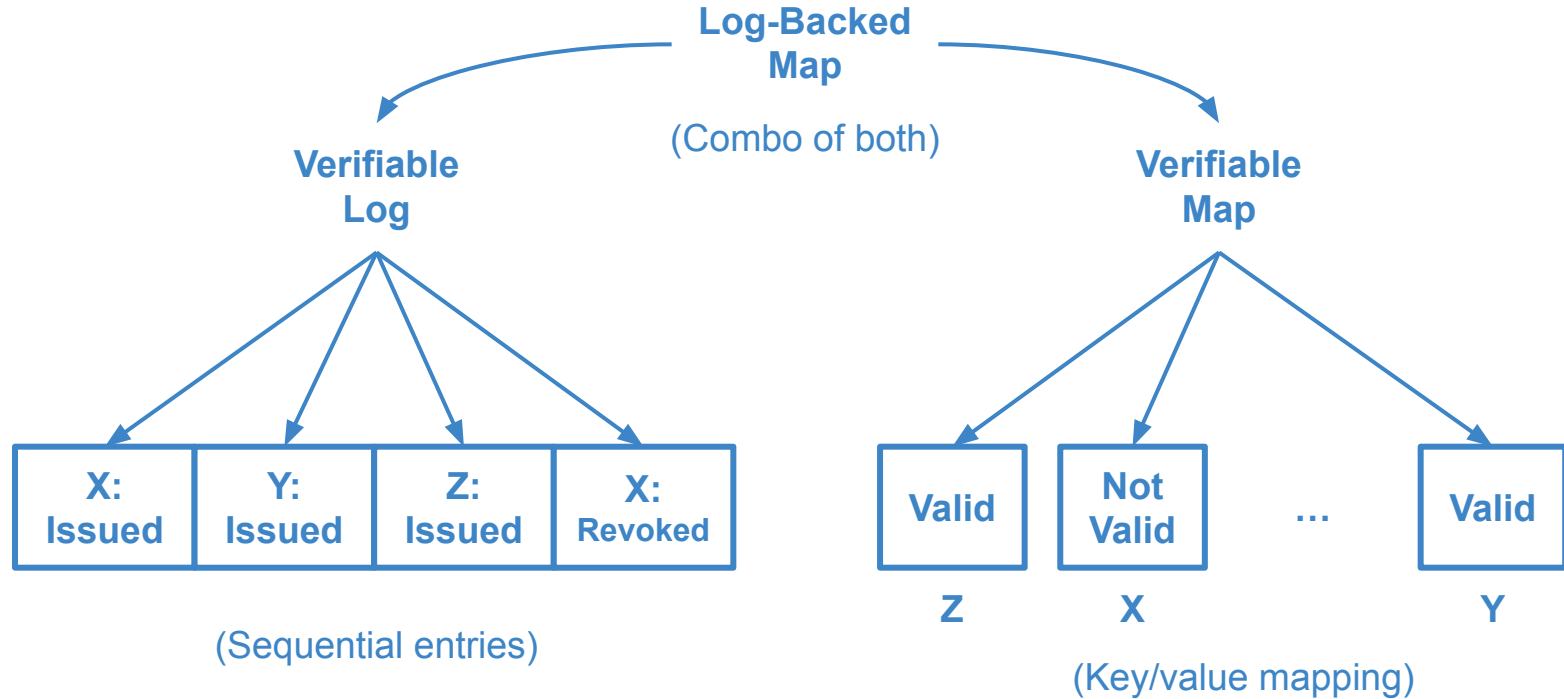 Log-Backed
Map
(Combo of both)
Verifiable
Log
Verifiable
Map
X:
Issued
Y:
Issued
Z:
Issued
X:
Revoked
(Sequential entries)
Valid
Not
Valid
...
Valid
Z
X
Y
(Key/value mapping)